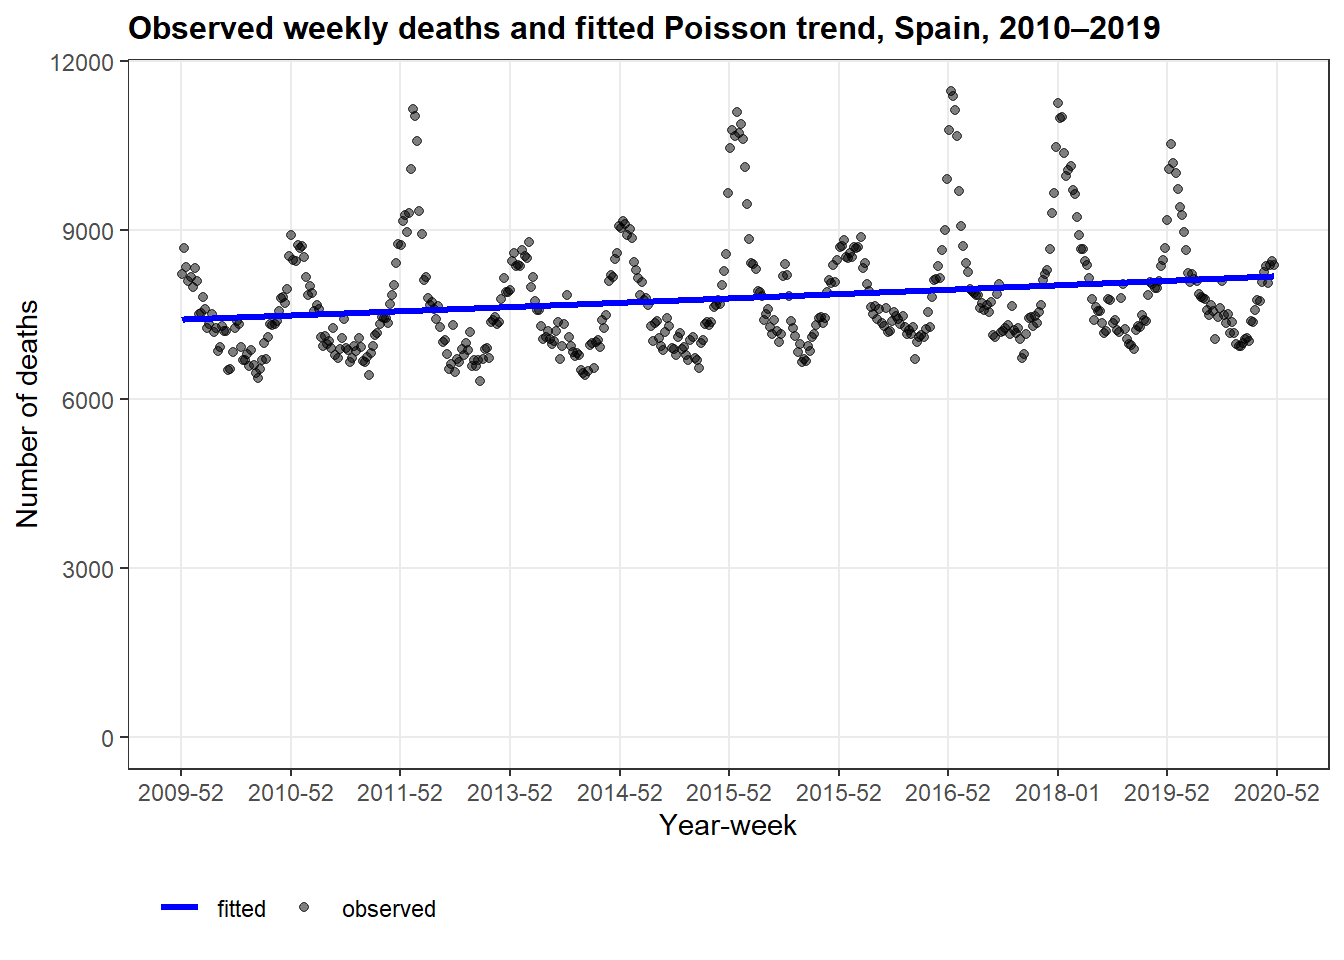 Observed weekly deaths and fitted Poisson trend, Spain, 2010–2019
12000
9000
6000
3000
0
Number of deaths
2009-52 2010-52 2011-52 2013-52 2014-52 2015-52 2015-52 2016-52 2018-01 2019-52 2020-52
Year-week
fitted observed